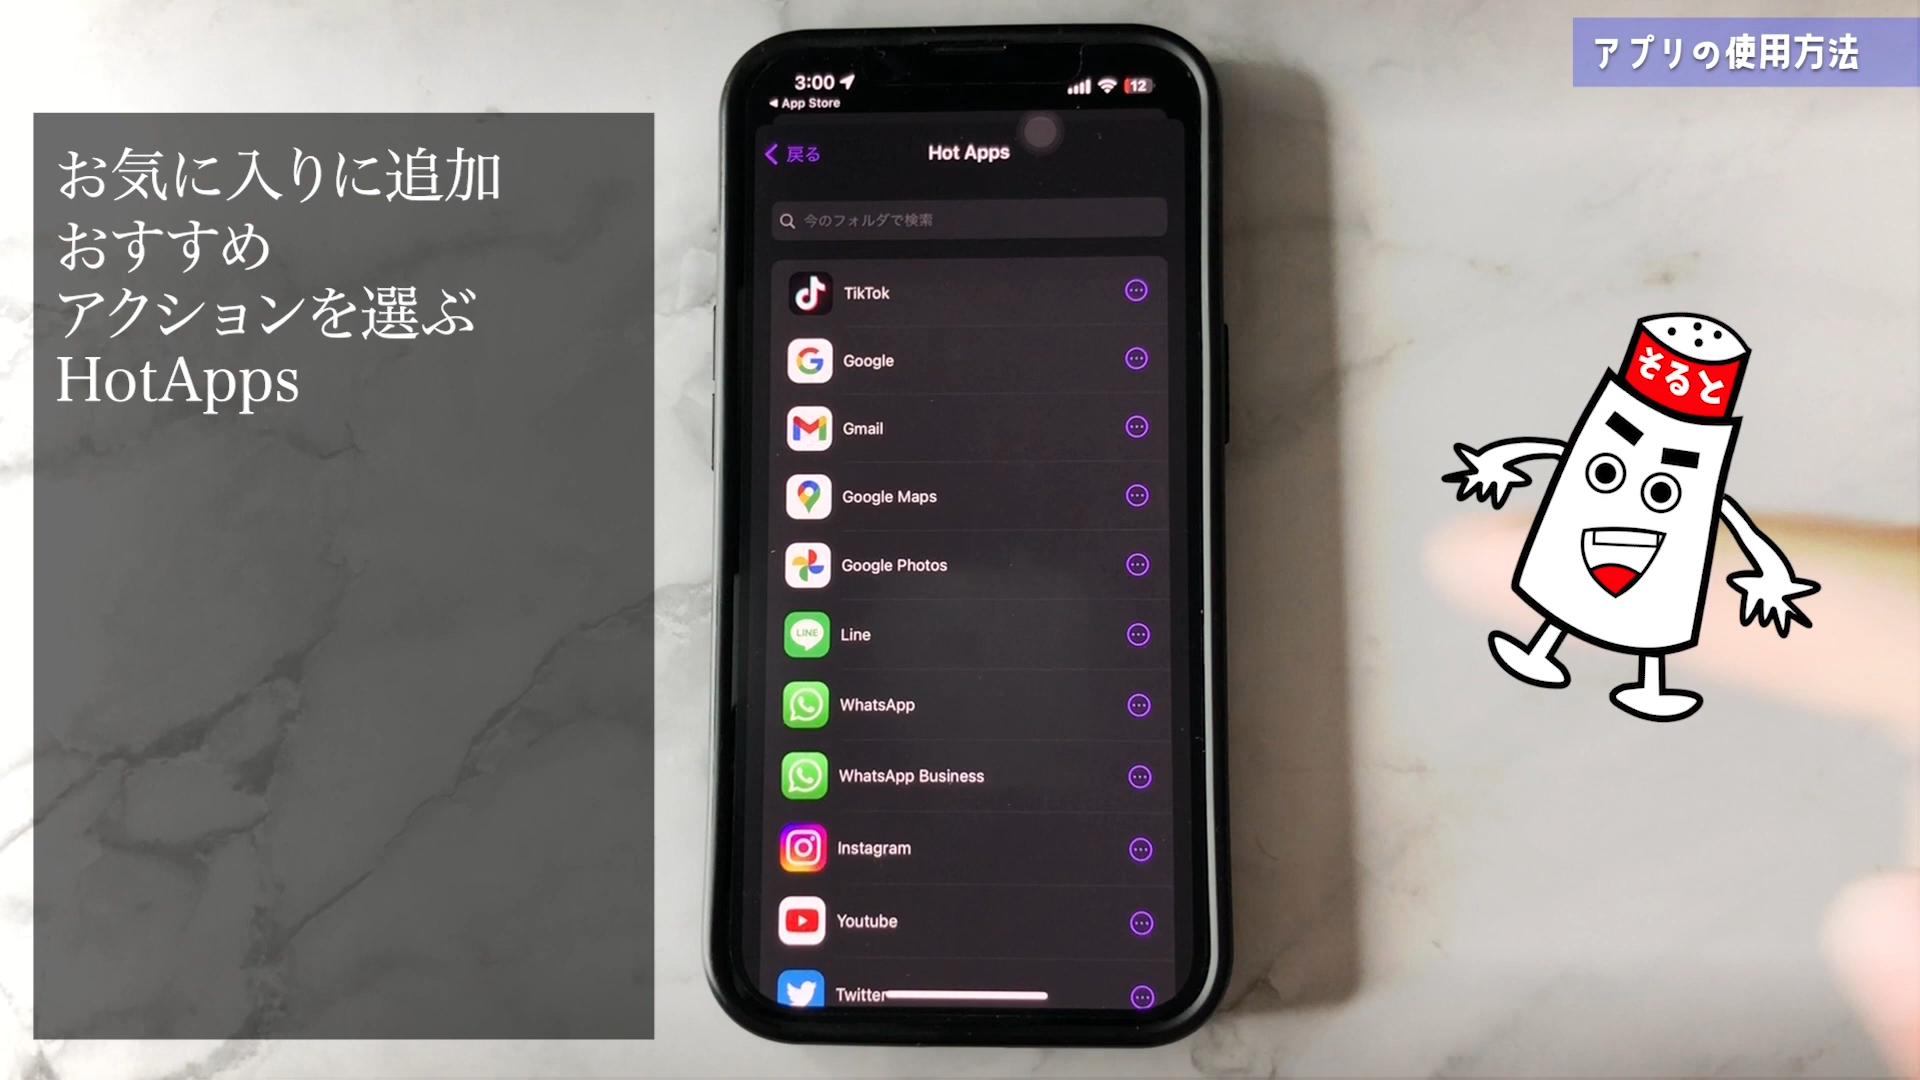 アプリの使用方法
お気に入りに追加
おすすめ
アクションを選ぶ
HotApps
3:00
12
App Store
戻る
Hot Apps
今のフォルダで検索
TikTok
Google
Gmail
Google Maps
Google Photos
LINE
Line
WhatsApp
WhatsApp Business
Instagram
Youtube
Twitter
そると